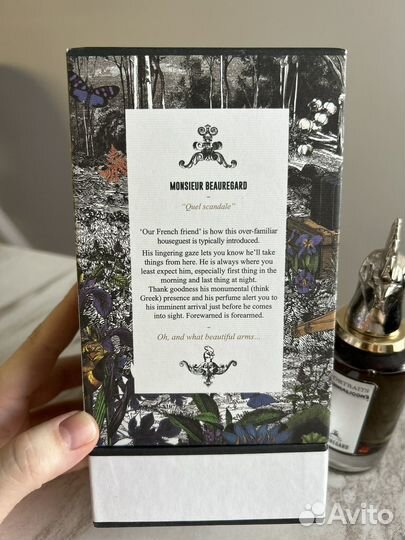 MONSIEUR BEAUREGARD
“Quel scandale”
‘Our French friend’ is how this over-familiar
houseguest is typically introduced.
His lingering gaze lets you know he’ll take
things from here. He is always where you
least expect him, especially first thing in the
morning and last thing at night.
Thank goodness his monumental (think
Greek) presence and his perfume alert you to
his imminent arrival just before he comes
into sight. Forewarned is forearmed.
Oh, and what beautiful arms...
PORTRAITS
Avito